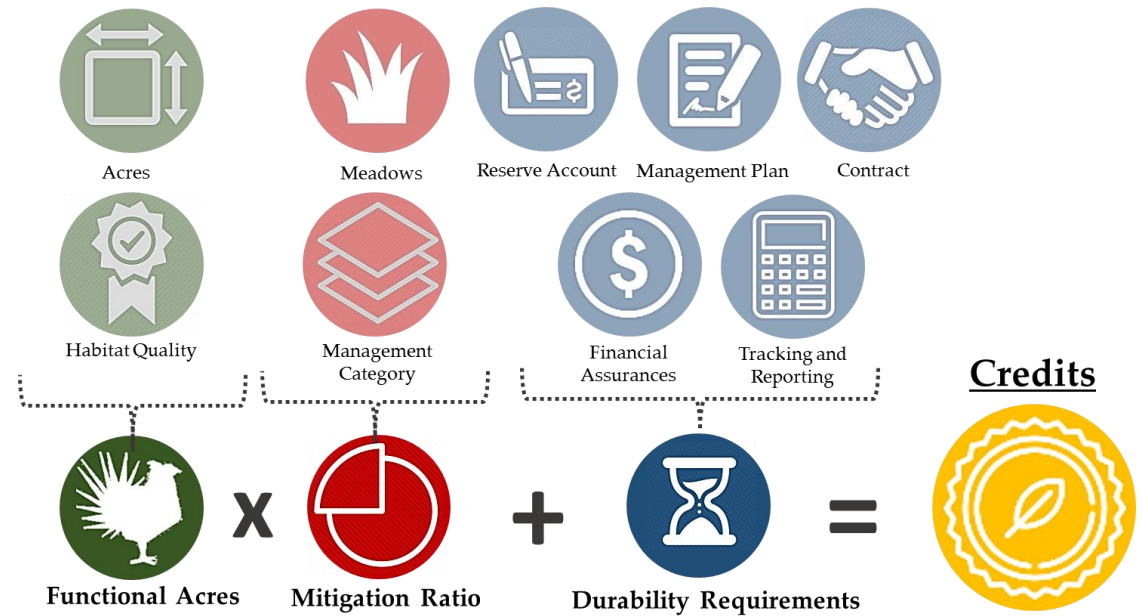 Acres
Meadows
Reserve Account
Management Plan
Contract
$
Habitat Quality
Management
Category
$
Financial
Assurances
Tracking and
Reporting
Credits
x
+
=
Functional Acres
Mitigation Ratio
Durability Requirements